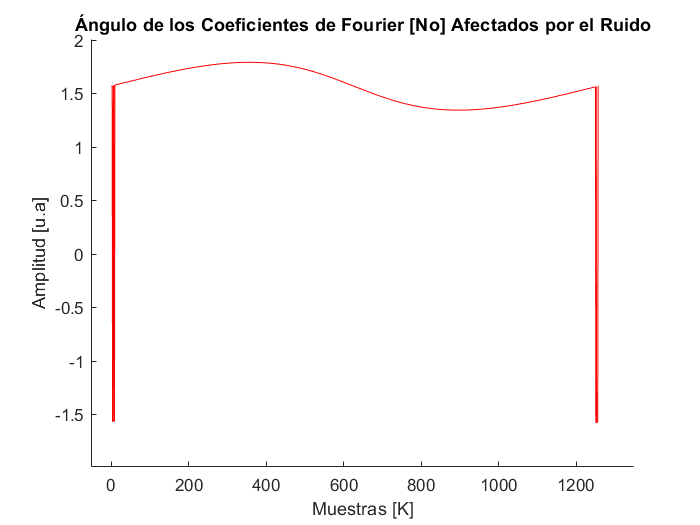 Ángulo de los Coeficientes de Fourier [No] Afectados por el Ruido
2
1.5
1
0.5
0
-0.5
-1
-1.5
Amplitud [u.a]
0 200 400 600 800 1000 1200
Muestras [K]